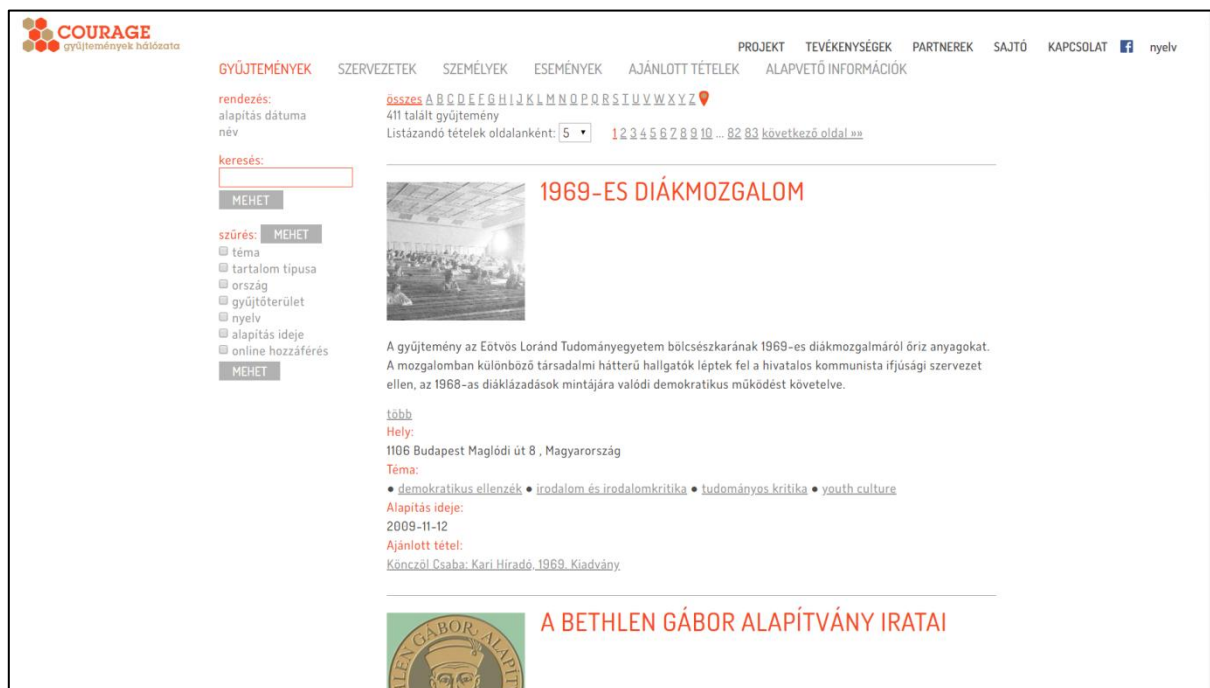 COURAGE
gyűjtemények hálózata
PROJEKT TEVÉKENYSÉGEK PARTNEREK SAJTÓ KAPCSOLAT f nyelv
GYŰJTEMÉNYEK SZERVEZETEK SZEMÉLYEK ESEMÉNYEK AJÁNLOTT TÉTELEK ALAPVETŐ INFORMÁCIÓK
rendezés:
alapítás dátuma
név
keresés:
MEHET
szűrés: MEHET
téma
tartalom típusa
ország
gyűjtőterület
nyelv
alapítás ideje
online hozzáférés
MEHET
összes A B C D E F G H I J K L M N O P Q R S T U V W X Y Z
411 talált gyűjtemény
Listázandó tételek oldalanként: 5 1 2 3 4 5 6 7 8 9 10 ... 82 83 következő oldal »»
1969-ES DIÁKMOZGALOM
A gyűjtemény az Eötvös Loránd Tudományegyetem bölcsészkarának 1969-es diákmozgalmáról őriz anyagokat.
A mozgalomban különböző társadalmi hátterű hallgatók léptek fel a hivatalos kommunista ifjúsági szervezet
ellen, az 1968-as diáklázadások mintájára valódi demokratikus működést követelve.
több
Hely:
1106 Budapest Maglódi út 8 , Magyarország
Téma:
● demokratikus ellenzék ● irodalom és irodalomkritika ● tudományos kritika ● youth culture
Alapítás ideje:
2009-11-12
Ajánlott tétel:
Könczöl Csaba: Kari Híradó, 1969. Kiadvány
A BETHLEN GÁBOR ALAPÍTVÁNY IRATAI
LEN GÁBOR ALAPÍT